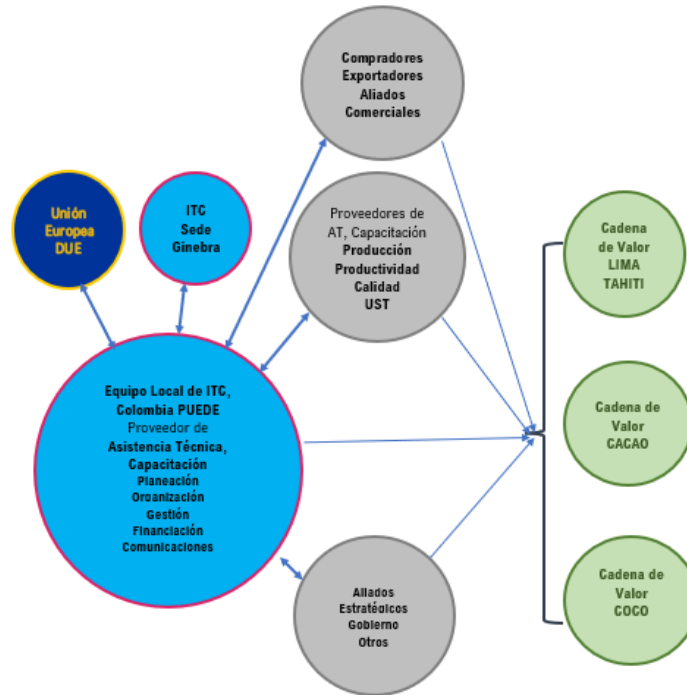 Compradores
Exportadores
Aliados
Comerciales
Unión
Europea
DUE
ITC
Sede
Ginebra
Proveedores de
AT, Capacitación
Producción
Productividad
Calidad
UST
Cadena
de Valor
LIMA
TAHITI
Equipo Local de ITC,
Colombia PUEDE
Proveedor de
Asistencia Técnica,
Capacitación
Planeación
Organización
Gestión
Financiación
Comunicaciones
Cadena de
Valor
CACAO
Aliados
Estratégicos
Gobierno
Otros
Cadena de
Valor
COCO